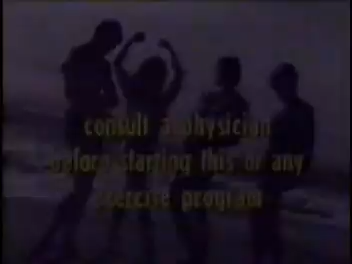 consult a physician
before starting this or any
exercise program